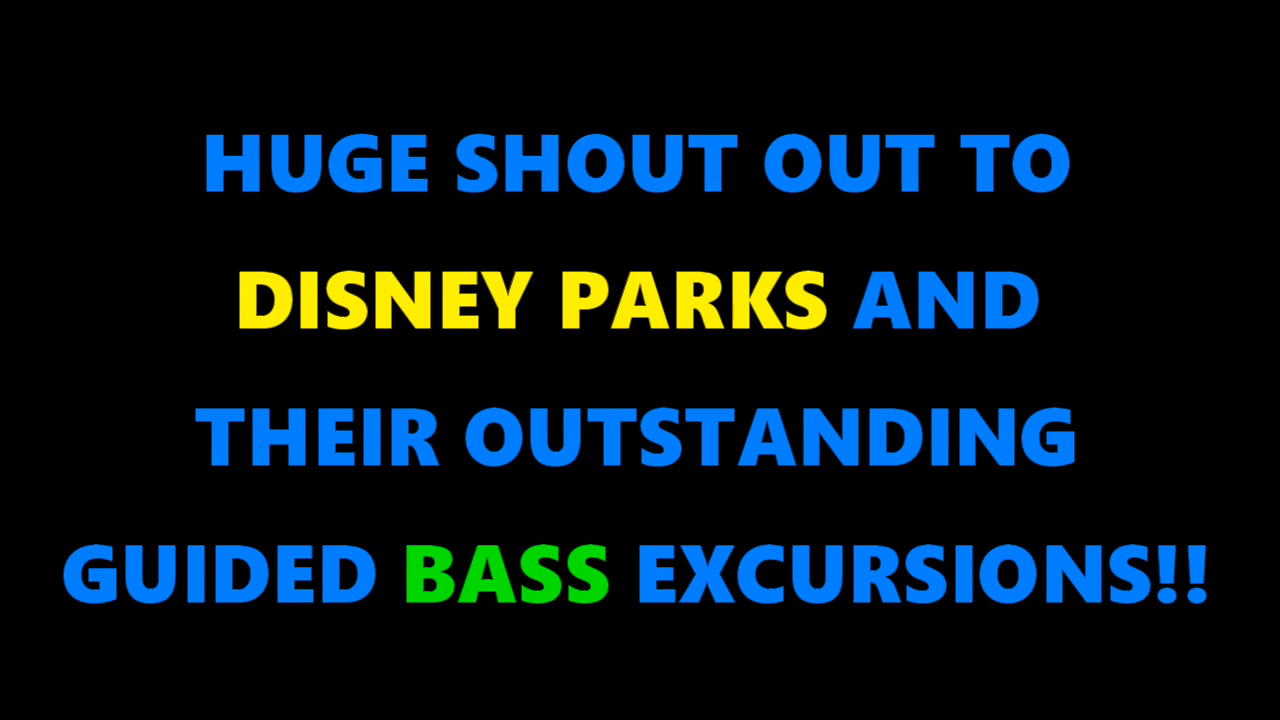 HUGE SHOUT OUT TO
DISNEY PARKS AND
THEIR OUTSTANDING
GUIDED BASS EXCURSIONS!!